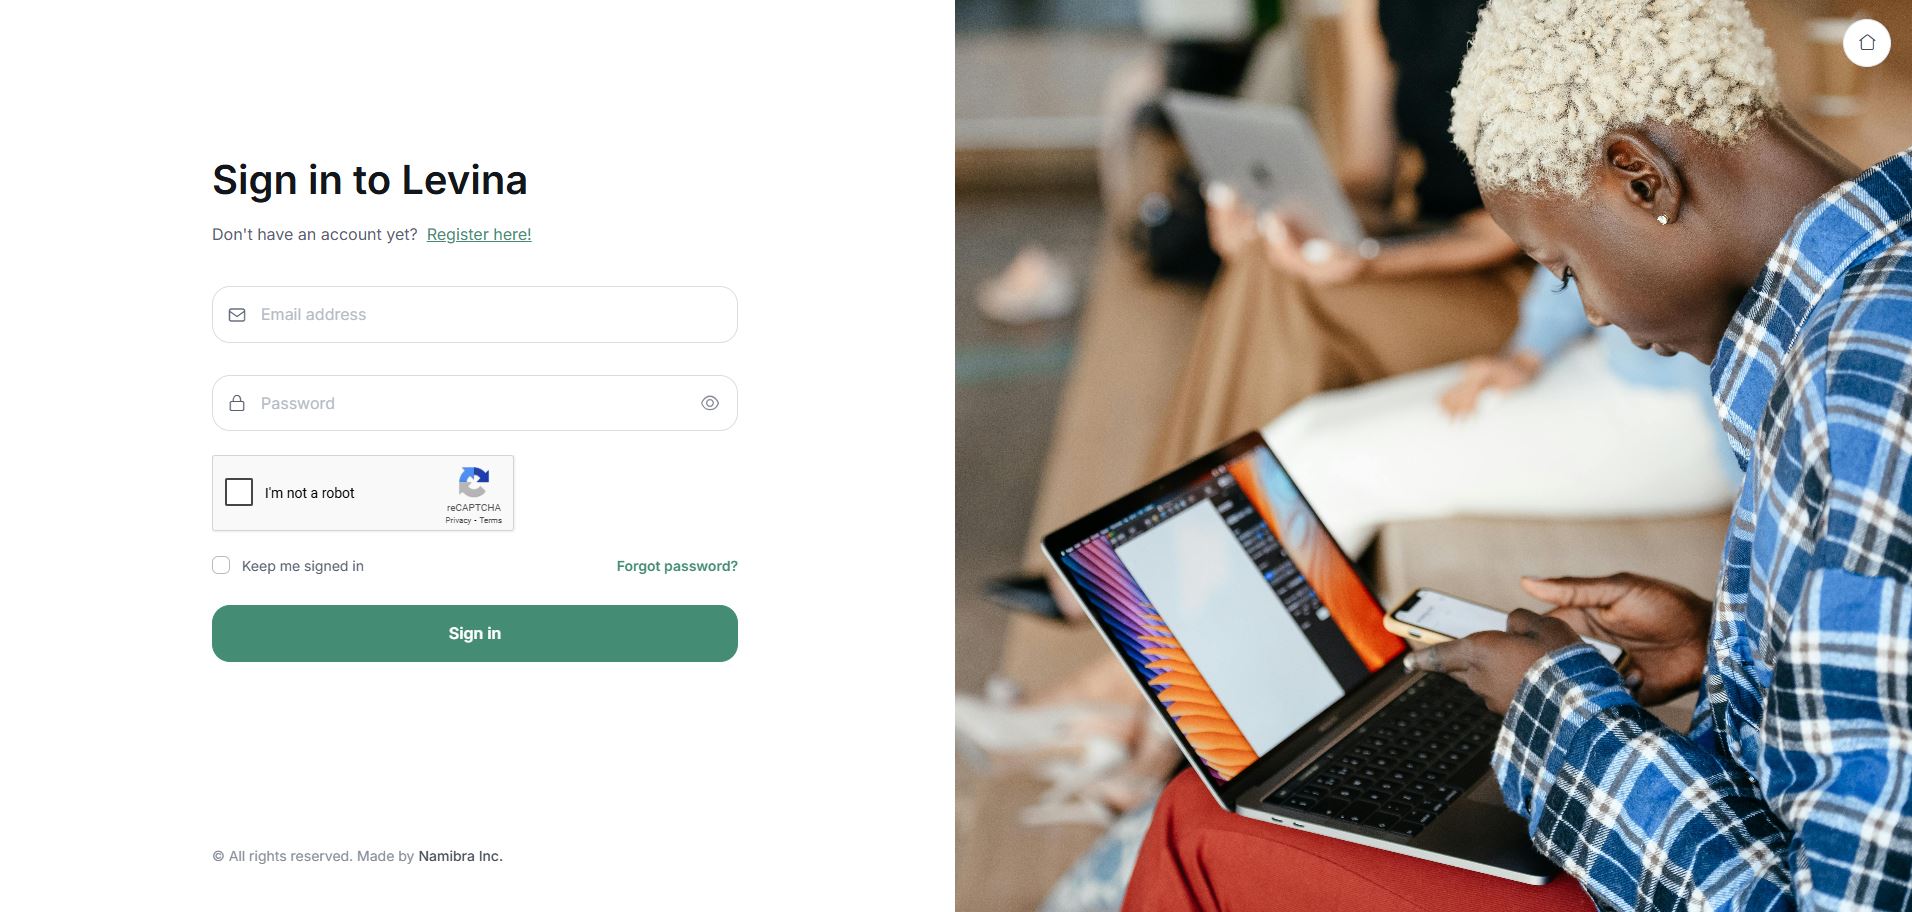 Sign in to Levina
Don't have an account yet? Register here!
Email address
Password
I'm not a robot
reCAPTCHA
Privacy - Terms
Keep me signed in
Forgot password?
Sign in
© All rights reserved. Made by Namibra Inc.